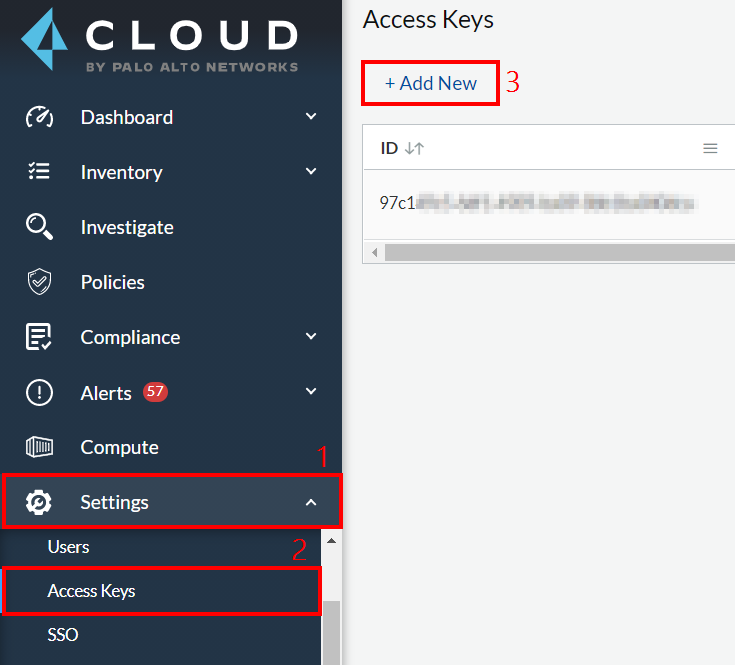 CLOUD
BY PALO ALTO NETWORKS
Dashboard
Inventory
Investigate
Policies
Compliance
Alerts 57
Compute
1
Settings
Users
2
Access Keys
SSO
Access Keys
+ Add New 3
ID
97c1